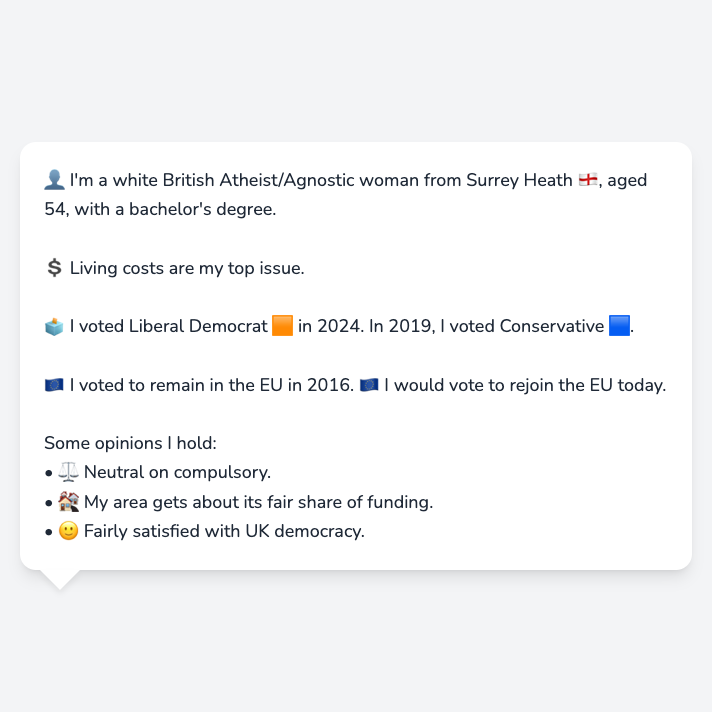 👤 I'm a white British Atheist/Agnostic woman from Surrey Heath 🏴󠁧󠁢󠁥󠁮󠁧󠁿, aged
54, with a bachelor's degree.
💲 Living costs are my top issue.
🗳️ I voted Liberal Democrat 🟧 in 2024. In 2019, I voted Conservative 🟦.
🇪🇺 I voted to remain in the EU in 2016. 🇪🇺 I would vote to rejoin the EU today.
Some opinions I hold:
• ⚖️ Neutral on compulsory.
• 🏘️ My area gets about its fair share of funding.
• 🙂 Fairly satisfied with UK democracy.